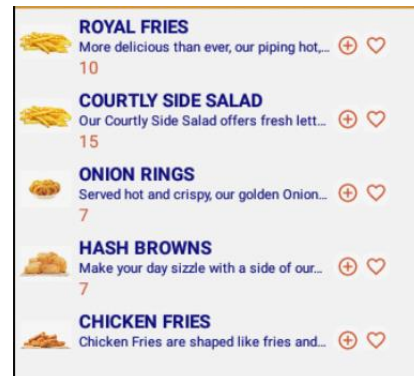 ROYAL FRIES
More delicious than ever, our piping hot,...
10
COURTLY SIDE SALAD
Our Courtly Side Salad offers fresh lett...
15
ONION RINGS
Served hot and crispy, our golden Onion...
7
HASH BROWNS
Make your day sizzle with a side of our...
7
CHICKEN FRIES
Chicken Fries are shaped like fries and...